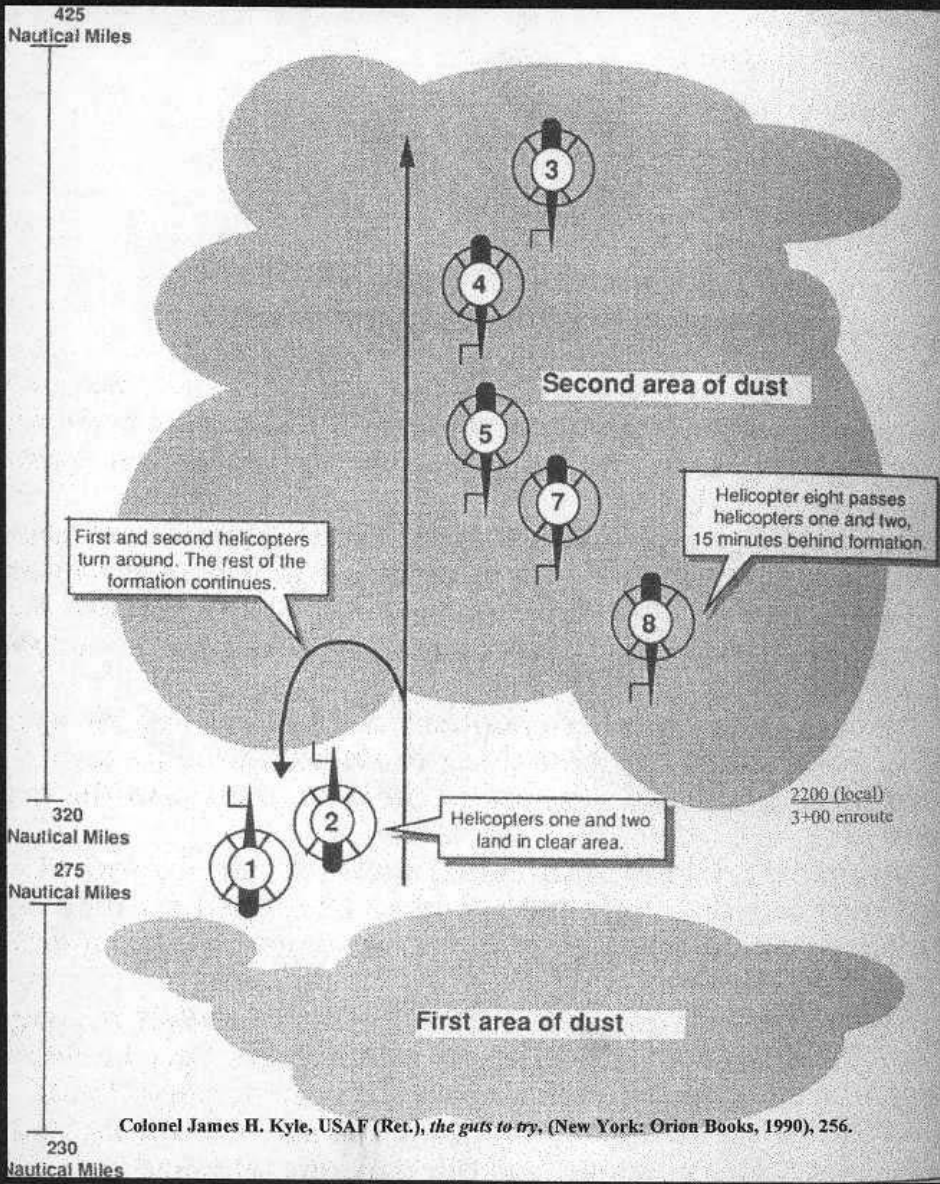 425
Nautical Miles
3
4
Second area of dust
5
7
Helicopter eight passes
helicopters one and two,
15 minutes behind formation.
First and second helicopters
turn around. The rest of the
formation continues.
8
320
Nautical Miles
2200 (local)
3+00 enroute
2
Helicopters one and two
land in clear area.
1
275
Nautical Miles
First area of dust
Colonel James H. Kyle, USAF (Ret.), the guts to try, (New York: Orion Books, 1990), 256.
230
Nautical Miles